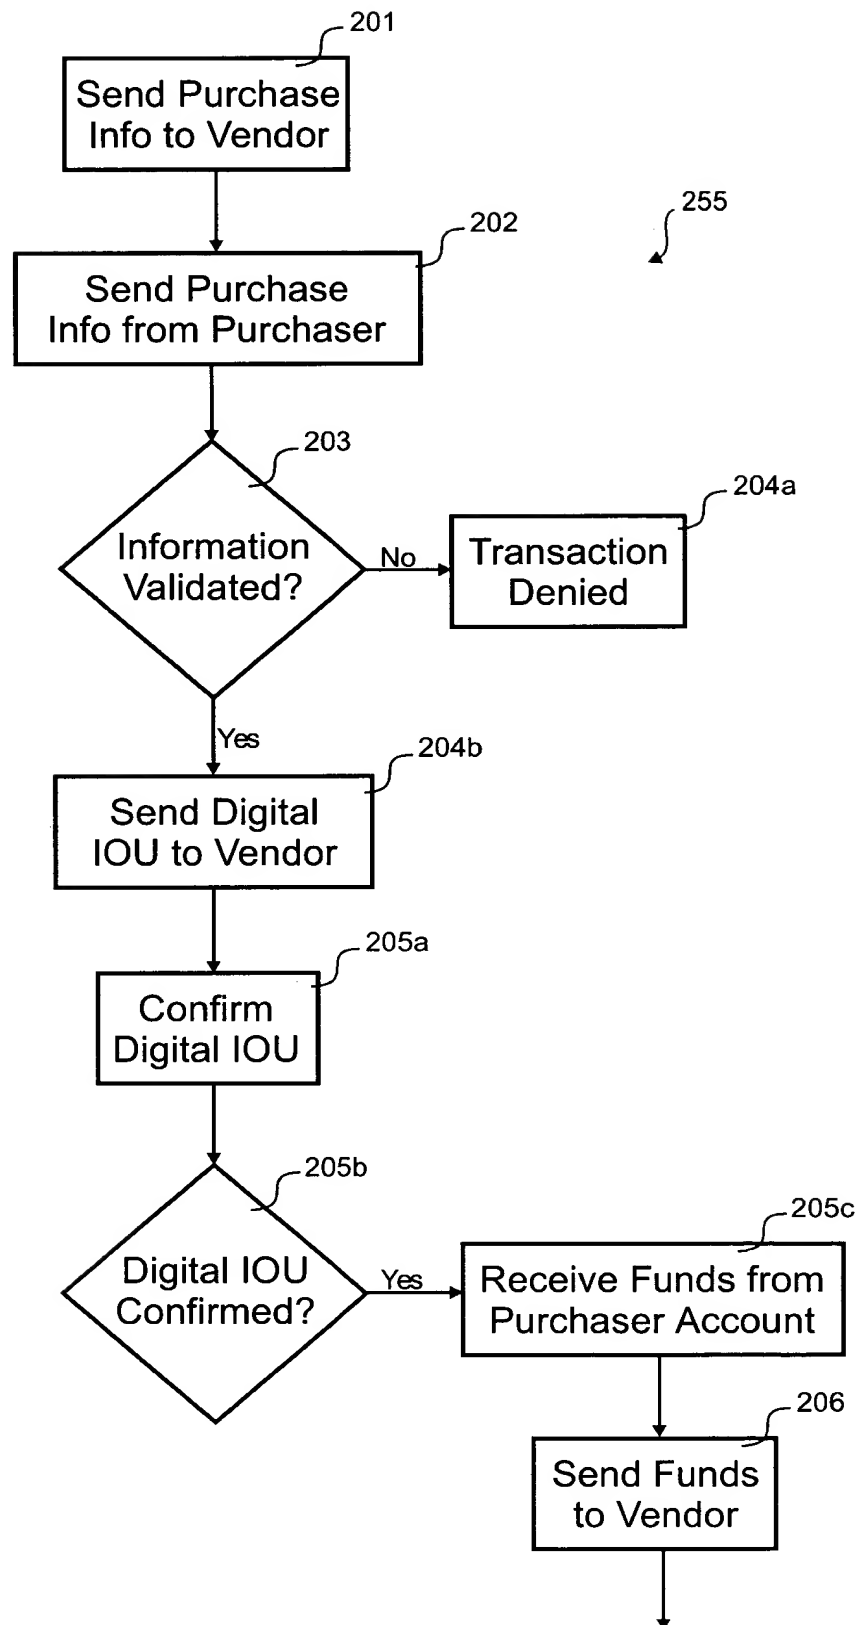 201
Send Purchase
Info to Vendor
255
202
Send Purchase
Info from Purchaser
203
Information
Validated?
No
204a
Transaction
Denied
Yes
204b
Send Digital
IOU to Vendor
205a
Confirm
Digital IOU
205b
Digital IOU
Confirmed?
Yes
205c
Receive Funds from
Purchaser Account
206
Send Funds
to Vendor